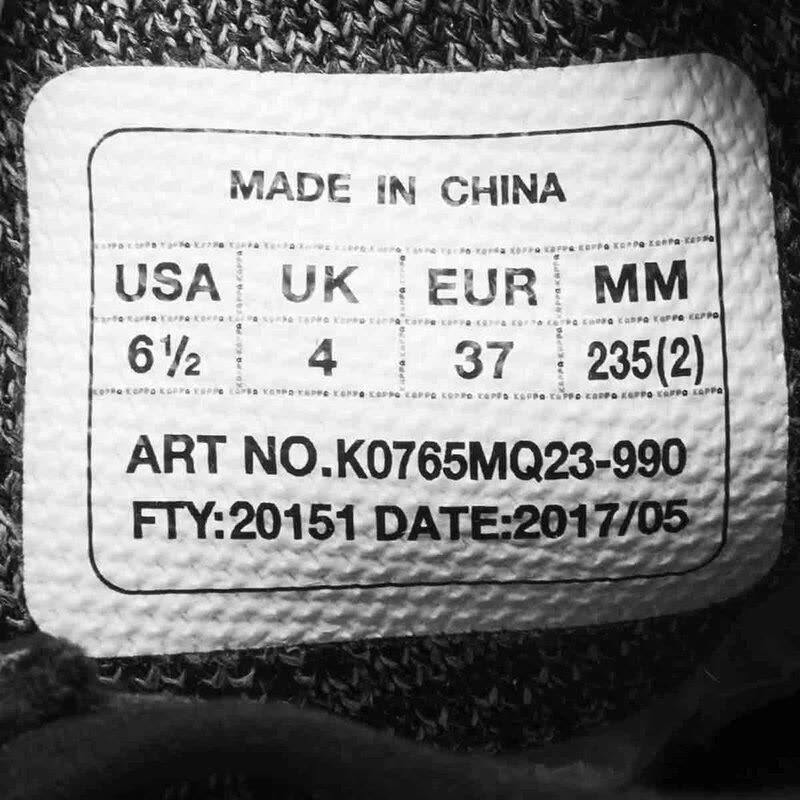 MADE IN CHINA
USA UK EUR MM
6½ 4 37 235(2)
ART NO.K0765MQ23-990
FTY:20151 DATE:2017/05